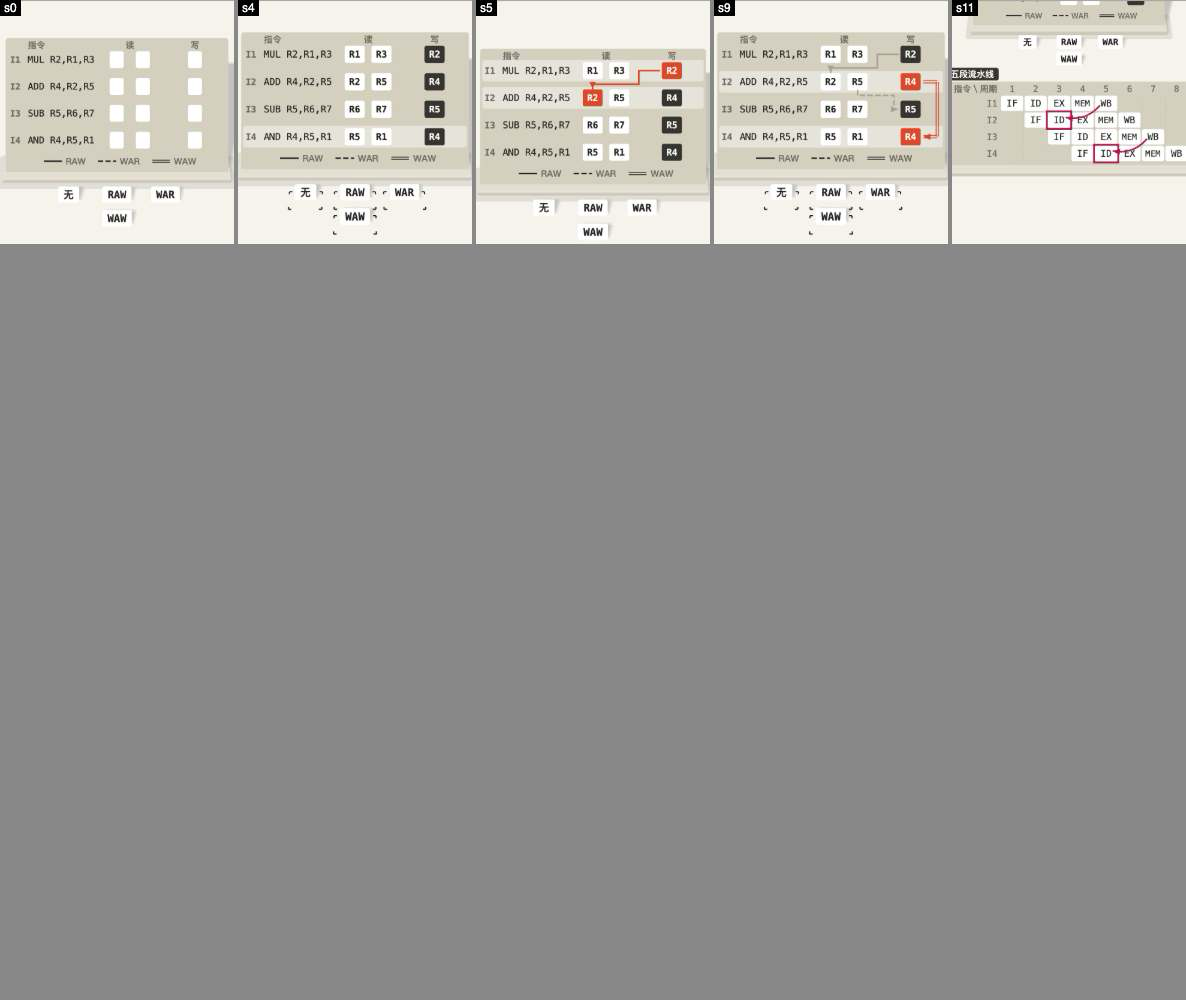 s0
指令 读 写
I1 MUL R2,R1,R3
I2 ADD R4,R2,R5
I3 SUB R5,R6,R7
I4 AND R4,R5,R1
RAW WAR WAW
无 RAW WAR
WAW
s4
指令 读 写
I1 MUL R2,R1,R3 R1 R3 R2
I2 ADD R4,R2,R5 R2 R5 R4
I3 SUB R5,R6,R7 R6 R7 R5
I4 AND R4,R5,R1 R5 R1 R4
RAW WAR WAW
无 RAW WAR
WAW
s5
指令 读 写
I1 MUL R2,R1,R3 R1 R3 R2
I2 ADD R4,R2,R5 R2 R5 R4
I3 SUB R5,R6,R7 R6 R7 R5
I4 AND R4,R5,R1 R5 R1 R4
RAW WAR WAW
无 RAW WAR
WAW
s9
指令 读 写
I1 MUL R2,R1,R3 R1 R3 R2
I2 ADD R4,R2,R5 R2 R5 R4
I3 SUB R5,R6,R7 R6 R7 R5
I4 AND R4,R5,R1 R5 R1 R4
RAW WAR WAW
无 RAW WAR
WAW
s11
RAW WAR WAW
无 RAW WAR
WAW
五段流水线
指令 \ 周期 1 2 3 4 5 6 7 8
I1 IF ID EX MEM WB
I2 IF ID EX MEM WB
I3 IF ID EX MEM WB
I4 IF ID EX MEM WB